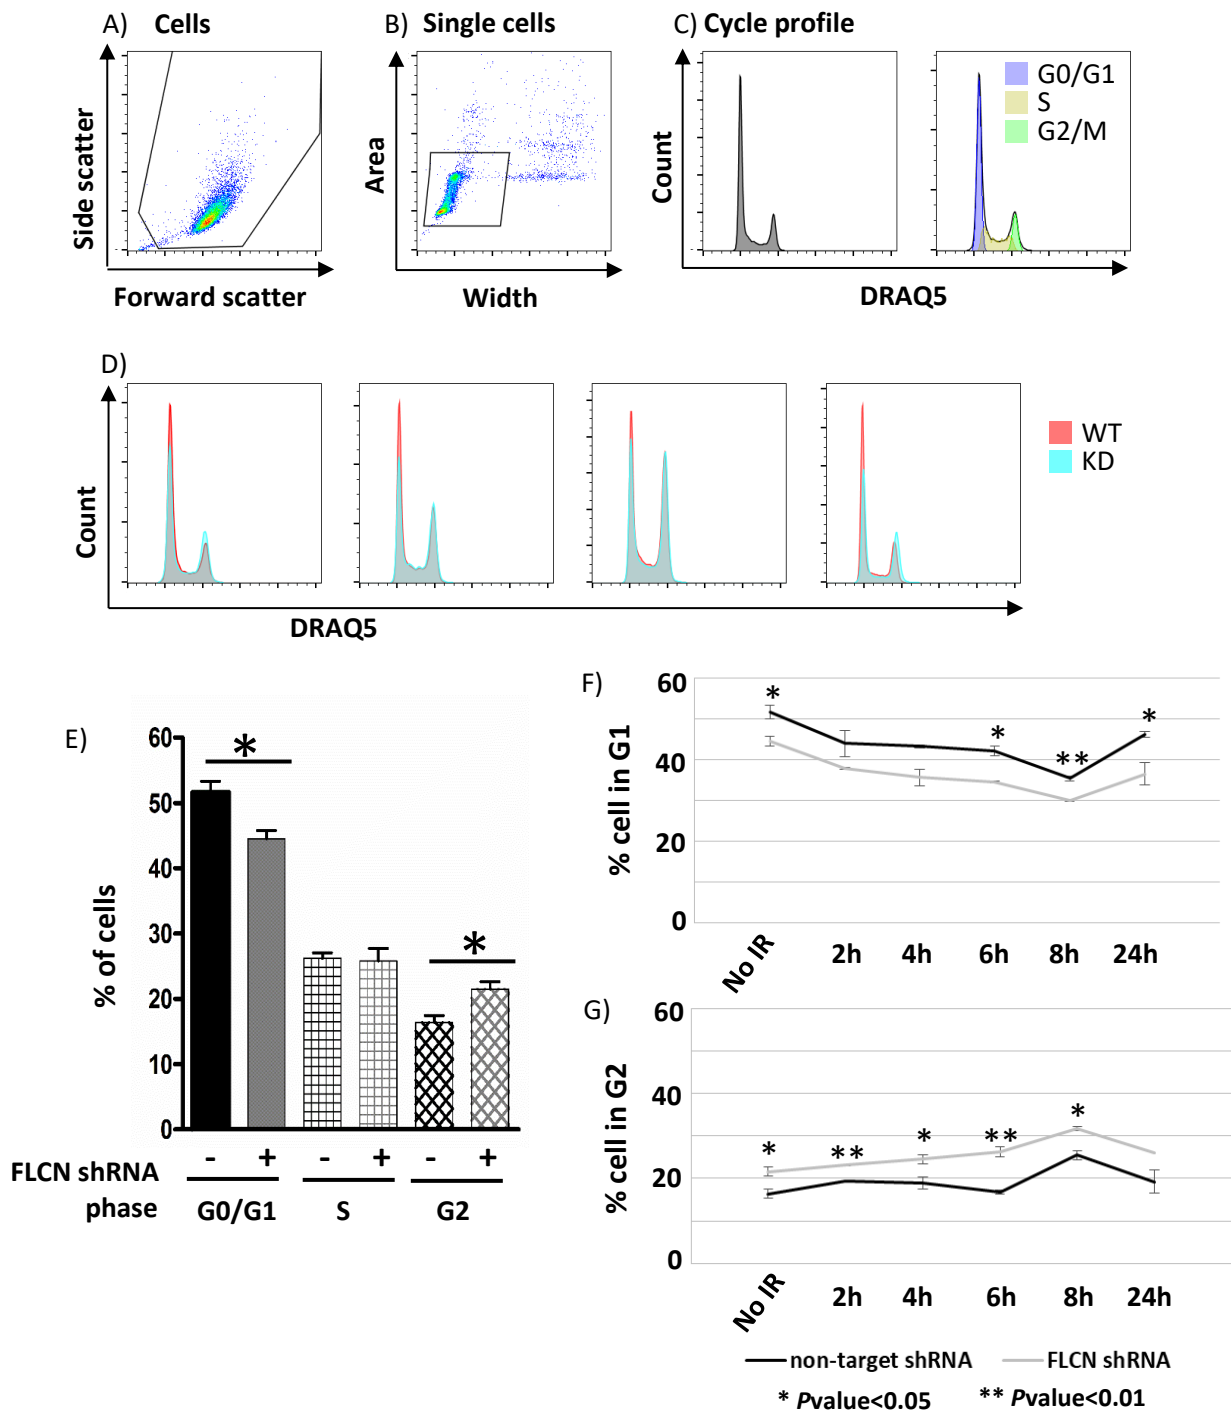 A) Cells
B) Single cells
C) Cycle profile
Side scatter
Forward scatter
Area
Width
Count
G0/G1
S
G2/M
DRAQ5
D)
Count
WT
KD
DRAQ5
E)
% of cells
60
50
40
30
20
10
0
*
*
FLCN shRNA - + - + - +
phase G0/G1 S G2
F)
% cell in G1
60
40
20
0
* * ** *
No IR 2h 4h 6h 8h 24h
G)
% cell in G2
60
40
20
0
* ** * ** *
No IR 2h 4h 6h 8h 24h
non-target shRNA FLCN shRNA
* Pvalue<0.05 ** Pvalue<0.01